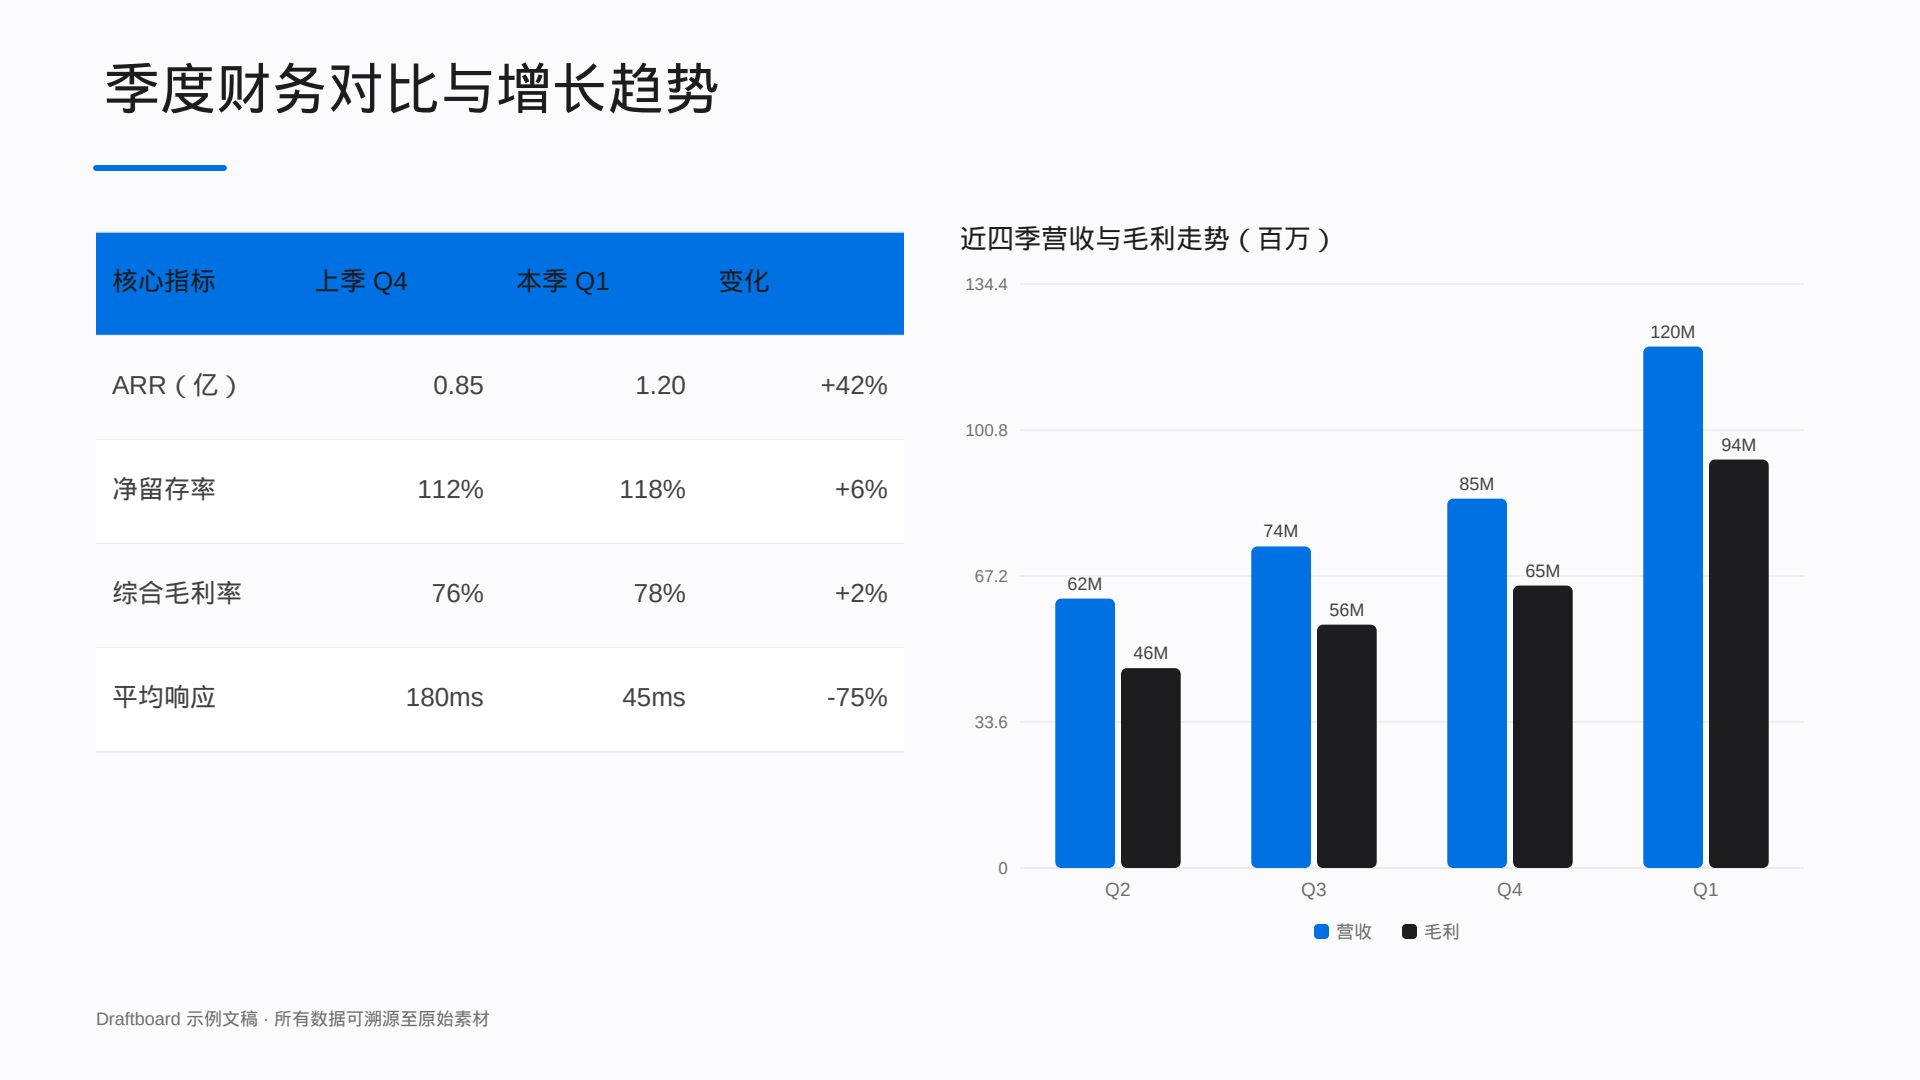 季度财务对比与增长趋势
核心指标 上季 Q4 本季 Q1 变化
ARR（亿） 0.85 1.20 +42%
净留存率 112% 118% +6%
综合毛利率 76% 78% +2%
平均响应 180ms 45ms -75%
近四季营收与毛利走势（百万）
134.4
100.8
67.2
33.6
0
62M
46M
74M
56M
85M
65M
120M
94M
Q2 Q3 Q4 Q1
营收 毛利
Draftboard 示例文稿 · 所有数据可溯源至原始素材